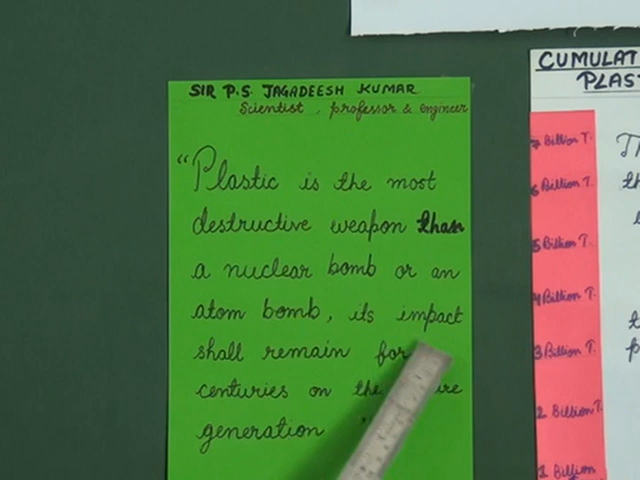 SIR P.S. JAGADEESH KUMAR
Scientist, professor & engineer
"Plastic is the most
destructive weapon than
a nuclear bomb or an
atom bomb, its impact
shall remain for
centuries on the
generation
CUMULAT
PLAS
7 Billion T.
6 Billion T.
5 Billion T.
4 Billion T.
3 Billion T.
2 Billion T.
1 Billion